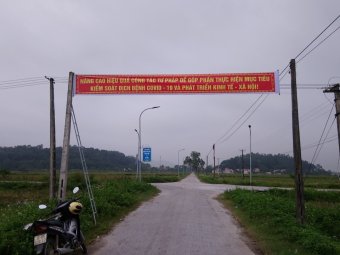 NÂNG CAO HIỆU QUẢ CÔNG TÁC TƯ PHÁP ĐỂ GÓP PHẦN THỰC HIỆN MỤC TIÊU
KIỂM SOÁT DỊCH BỆNH COVID - 19 VÀ PHÁT TRIỂN KINH TẾ - XÃ HỘI!